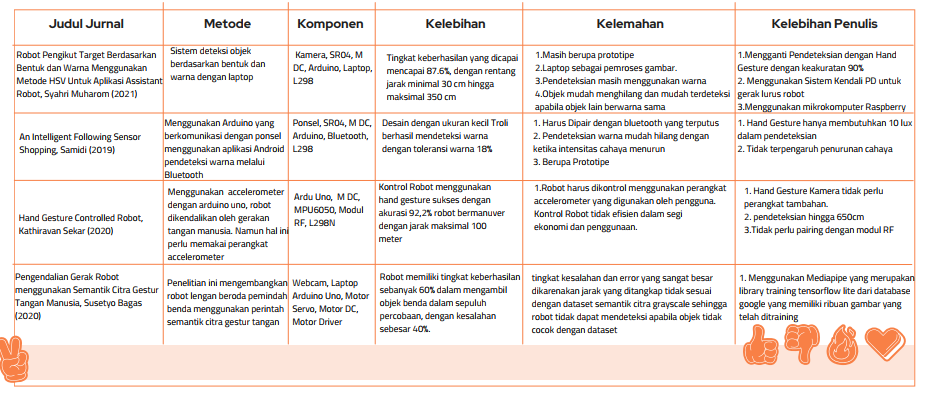 Judul Jurnal
Metode
Komponen
Kelebihan
Kelemahan
Kelebihan Penulis
Robot Pengikut Target Berdasarkan
Bentuk dan Warna Menggunakan
Metode HSV Untuk Aplikasi Assistant
Robot, Syahri Muharom (2021)
Sistem deteksi objek
berdasarkan bentuk dan
warna dengan laptop
Kamera, SR04, M
DC, Arduino, Laptop,
L298
Tingkat keberhasilan yang dicapai
mencapai 87.6%, dengan rentang
jarak minimal 30 cm hingga
maksimal 350 cm
1.Masih berupa prototipe
2.Laptop sebagai pemroses gambar.
3.Pendeteksian masih menggunakan warna
4.Objek mudah menghilang dan mudah terdeteksi
apabila objek lain berwarna sama
1.Mengganti Pendeteksian dengan Hand
Gesture dengan keakuratan 90%
2. Menggunakan Sistem Kendali PD untuk
gerak lurus robot
3.Menggunakan mikrokomputer Raspberry
An Intelligent Following Sensor
Shopping, Samidi (2019)
Menggunakan Arduino yang
berkomunikasi dengan ponsel
menggunakan aplikasi Android
pendeteksi warna melalui
Bluetooth
Ponsel, SR04, M DC,
Arduino, Bluetooth,
L298
Desain dengan ukuran kecil Troli
berhasil mendeteksi warna
dengan toleransi warna 18%
1. Harus Dipair dengan bluetooth yang terputus
2. Pendeteksian warna mudah hilang dengan
ketika intensitas cahaya menurun
3. Berupa Prototipe
1. Hand Gesture hanya membutuhkan 10 lux
dalam pendeteksian
2. Tidak terpengaruh penurunan cahaya
Hand Gesture Controlled Robot,
Kathiravan Sekar (2020)
Menggunakan accelerometer
dengan arduino uno, robot
dikendalikan oleh gerakan
tangan manusia. Namun hal ini
perlu memakai perangkat
accelerometer
Ardu Uno, M DC,
MPU6050, Modul
RF, L298N
Kontrol Robot menggunakan
hand gesture sukses dengan
akurasi 92,2% robot bermanuver
dengan jarak maksimal 100
meter
1.Robot harus dikontrol menggunakan perangkat
accelerometer yang digunakan oleh pengguna.
Kontrol Robot tidak efisien dalam segi
ekonomi dan penggunaan.
1. Hand Gesture Kamera tidak perlu
perangkat tambahan.
2. pendeteksian hingga 650cm
3.Tidak perlu pairing dengan modul RF
Pengendalian Gerak Robot
menggunakan Semantik Citra Gestur
Tangan Manusia, Susetyo Bagas
(2020)
Penelitian ini mengembangkan
robot lengan beroda pemindah
benda menggunakan perintah
semantik citra gestur tangan
Webcam, Laptop
Arduino Uno, Motor
Servo, Motor DC,
Motor Driver
Robot memiliki tingkat keberhasilan
sebanyak 60% dalam mengambil
objek benda dalam sepuluh
percobaan, dengan kesalahan
sebesar 40%.
tingkat kesalahan dan error yang sangat besar
dikarenakan jarak yang ditangkap tidak sesuai
dengan dataset semantik citra grayscale sehingga
robot tidak dapat mendeteksi apabila objek tidak
cocok dengan dataset
1. Menggunakan Mediapipe yang merupakan
library training tensorflow lite dari database
google yang memiliki ribuan gambar yang
telah ditraining